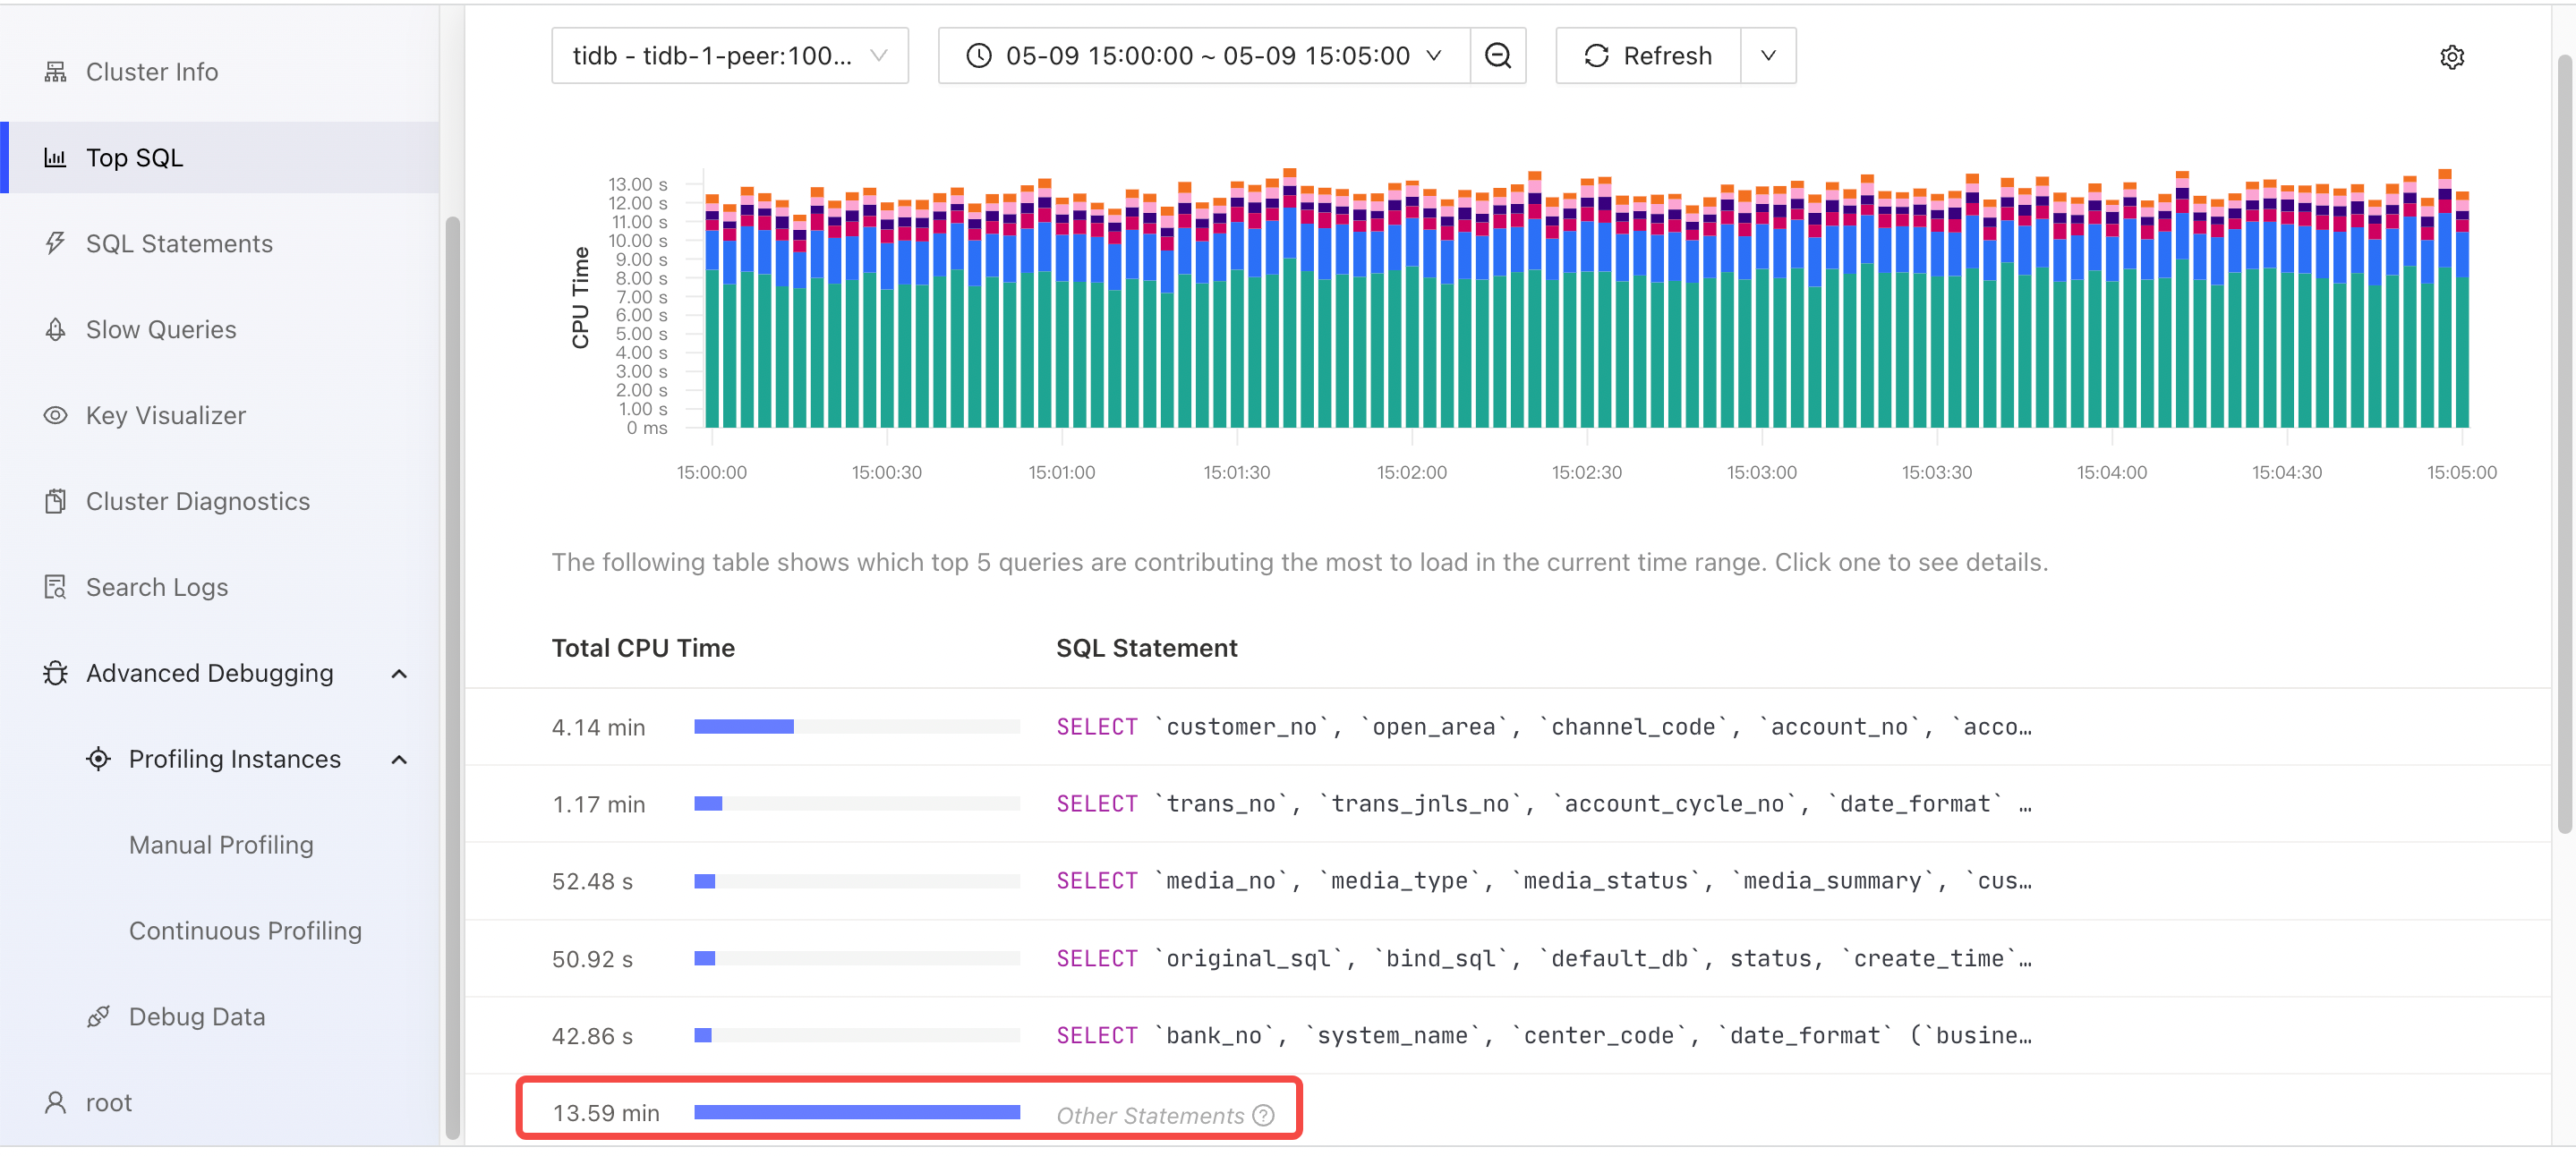 Cluster Info
Top SQL
SQL Statements
Slow Queries
Key Visualizer
Cluster Diagnostics
Search Logs
Advanced Debugging
Profiling Instances
Manual Profiling
Continuous Profiling
Debug Data
root
tidb - tidb-1-peer:100...
05-09 15:00:00 ~ 05-09 15:05:00
Refresh
CPU Time
13.00 s
12.00 s
11.00 s
10.00 s
9.00 s
8.00 s
7.00 s
6.00 s
5.00 s
4.00 s
3.00 s
2.00 s
1.00 s
0 ms
15:00:00 15:00:30 15:01:00 15:01:30 15:02:00 15:02:30 15:03:00 15:03:30 15:04:00 15:04:30 15:05:00
The following table shows which top 5 queries are contributing the most to load in the current time range. Click one to see details.
Total CPU Time SQL Statement
4.14 min SELECT `customer_no`, `open_area`, `channel_code`, `account_no`, `acco…
1.17 min SELECT `trans_no`, `trans_jnls_no`, `account_cycle_no`, `date_format` …
52.48 s SELECT `media_no`, `media_type`, `media_status`, `media_summary`, `cus…
50.92 s SELECT `original_sql`, `bind_sql`, `default_db`, status, `create_time`…
42.86 s SELECT `bank_no`, `system_name`, `center_code`, `date_format` (`busine…
13.59 min Other Statements